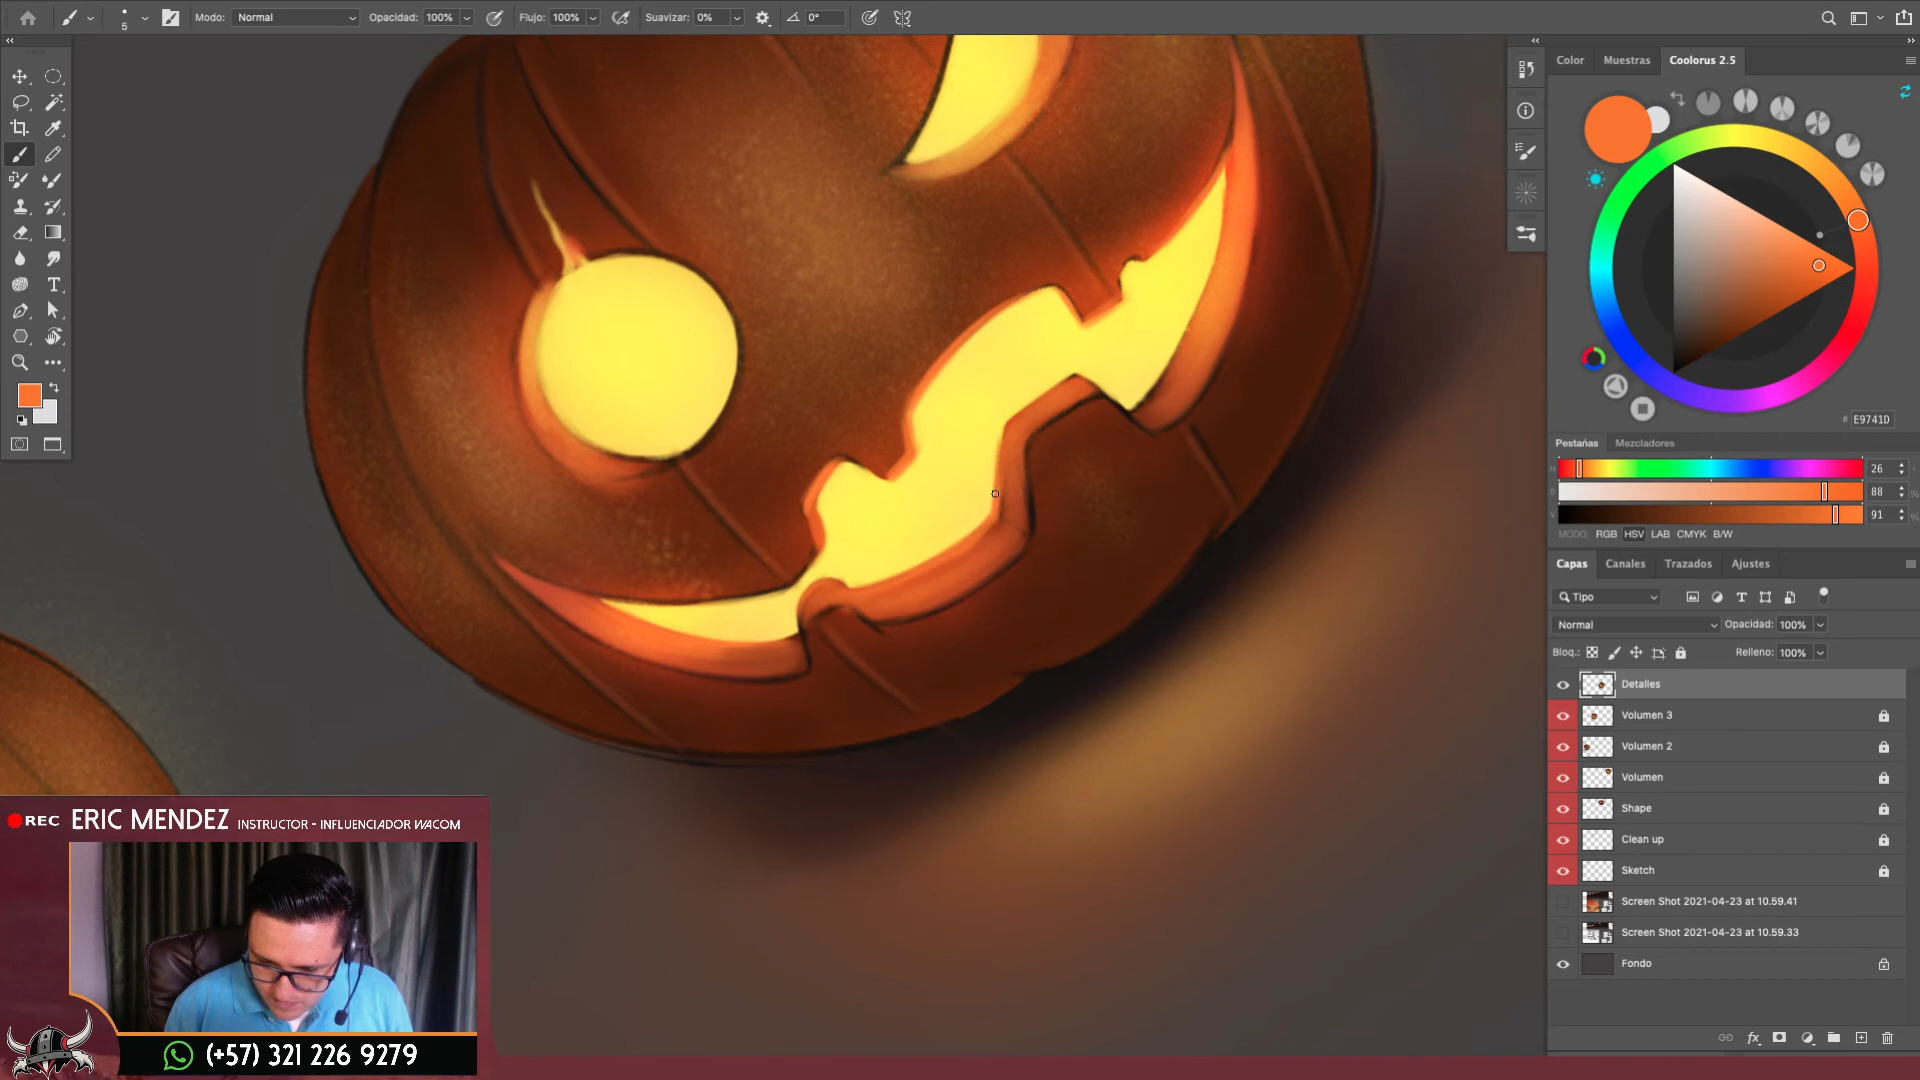 Modo: Normal Opacidad: 100% Flujo: 100% Suavizar: 0% 0°
5
Color Muestras Coolorus 2.5
# E9741D
Pestañas Mezcladores
H 26 °
S 88 %
V 91 %
MODO: RGB HSV LAB CMYK B/W
Capas Canales Trazados Ajustes
Tipo
Normal Opacidad: 100%
Bloq.: Relleno: 100%
Detalles
Volumen 3
Volumen 2
Volumen
Shape
Clean up
Sketch
Screen Shot 2021-04-23 at 10.59.41
Screen Shot 2021-04-23 at 10.59.33
Fondo
REC ERIC MENDEZ INSTRUCTOR - INFLUENCIADOR WACOM
(+57) 321 226 9279